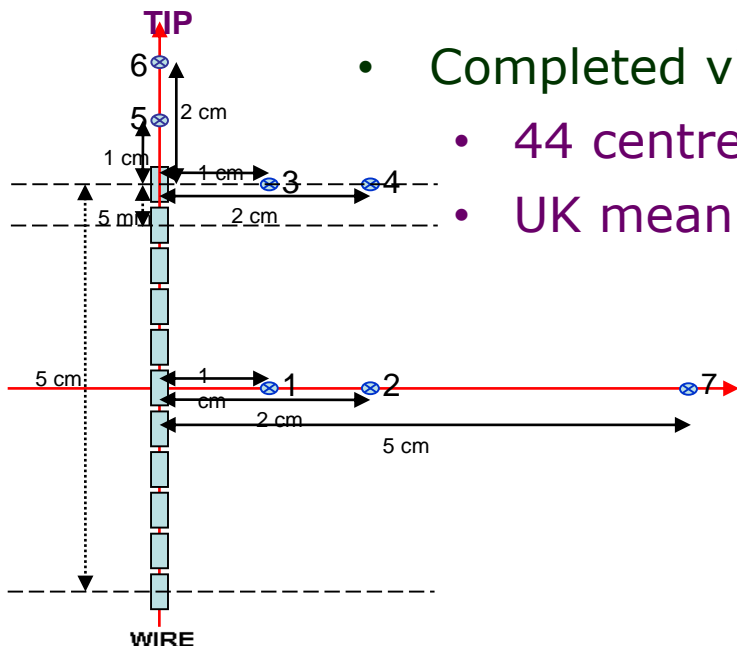 TIP
6
• Completed v
2 cm
5
• 44 centre
1 cm
1 cm
3
4
5 m
2 cm
• UK mean
5 cm
1
cm
1
2
7
2 cm
5 cm
WIRE